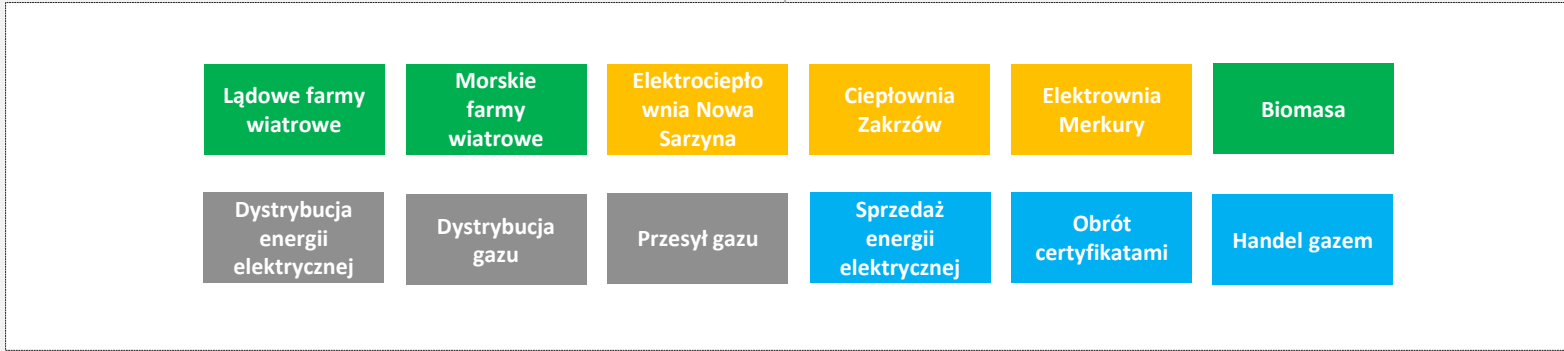 Lądowe farmy
wiatrowe
Morskie
farmy
wiatrowe
Elektrociepło
wnia Nowa
Sarzyna
Ciepłownia
Zakrzów
Elektrownia
Merkury
Biomasa
Dystrybucja
energii
elektrycznej
Dystrybucja
gazu
Przesył gazu
Sprzedaż
energii
elektrycznej
Obrót
certyfikatami
Handel gazem